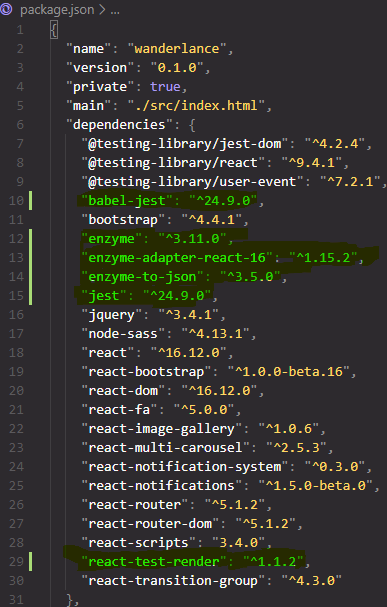 package.json > ...
1 {
2 "name": "wanderlance",
3 "version": "0.1.0",
4 "private": true,
5 "main": "./src/index.html",
6 "dependencies": {
7 "@testing-library/jest-dom": "^4.2.4",
8 "@testing-library/react": "^9.4.1",
9 "@testing-library/user-event": "^7.2.1",
10 "babel-jest": "^24.9.0",
11 "bootstrap": "^4.4.1",
12 "enzyme": "^3.11.0",
13 "enzyme-adapter-react-16": "^1.15.2",
14 "enzyme-to-json": "^3.5.0",
15 "jest": "^24.9.0",
16 "jquery": "^3.4.1",
17 "node-sass": "^4.13.1",
18 "react": "^16.12.0",
19 "react-bootstrap": "^1.0.0-beta.16",
20 "react-dom": "^16.12.0",
21 "react-fa": "^5.0.0",
22 "react-image-gallery": "^1.0.6",
23 "react-multi-carousel": "^2.5.3",
24 "react-notification-system": "^0.3.0",
25 "react-notifications": "^1.5.0-beta.0",
26 "react-router": "^5.1.2",
27 "react-router-dom": "^5.1.2",
28 "react-scripts": "3.4.0",
29 "react-test-render": "^1.1.2",
30 "react-transition-group": "^4.3.0"
31 },